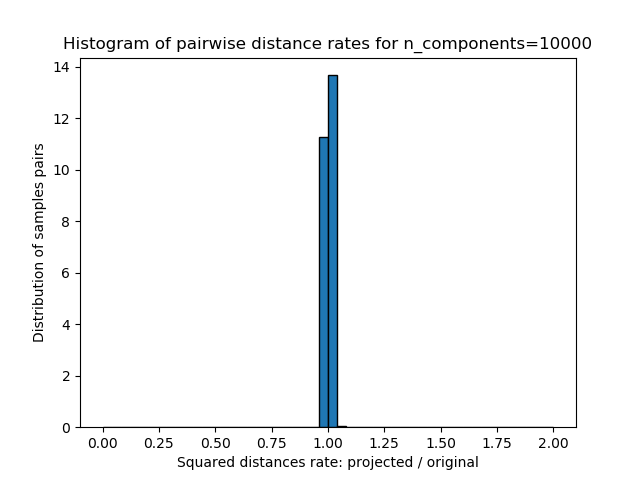 Histogram of pairwise distance rates for n_components=10000
14
12
10
8
6
4
2
0
Distribution of samples pairs
0.00 0.25 0.50 0.75 1.00 1.25 1.50 1.75 2.00
Squared distances rate: projected / original